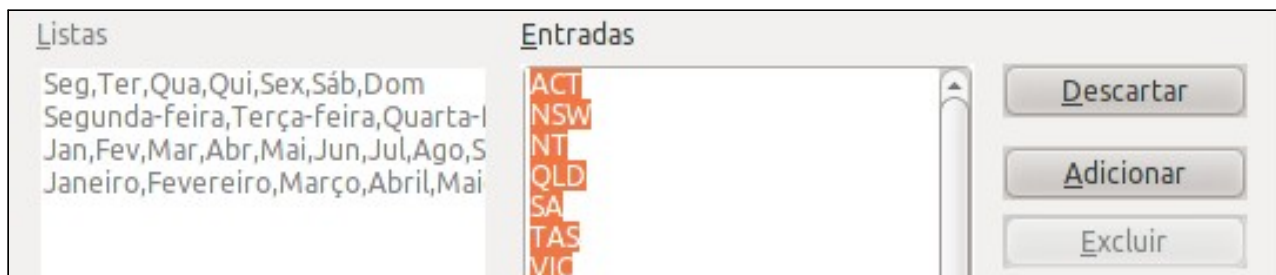 Listas
Seg,Ter,Qua,Qui,Sex,Sáb,Dom
Segunda-feira,Terça-feira,Quarta-f
Jan,Fev,Mar,Abr,Mai,Jun,Jul,Ago,S
Janeiro,Fevereiro,Março,Abril,Mai
Entradas
ACT
NSW
NT
QLD
SA
TAS
VIC
Descartar
Adicionar
Excluir